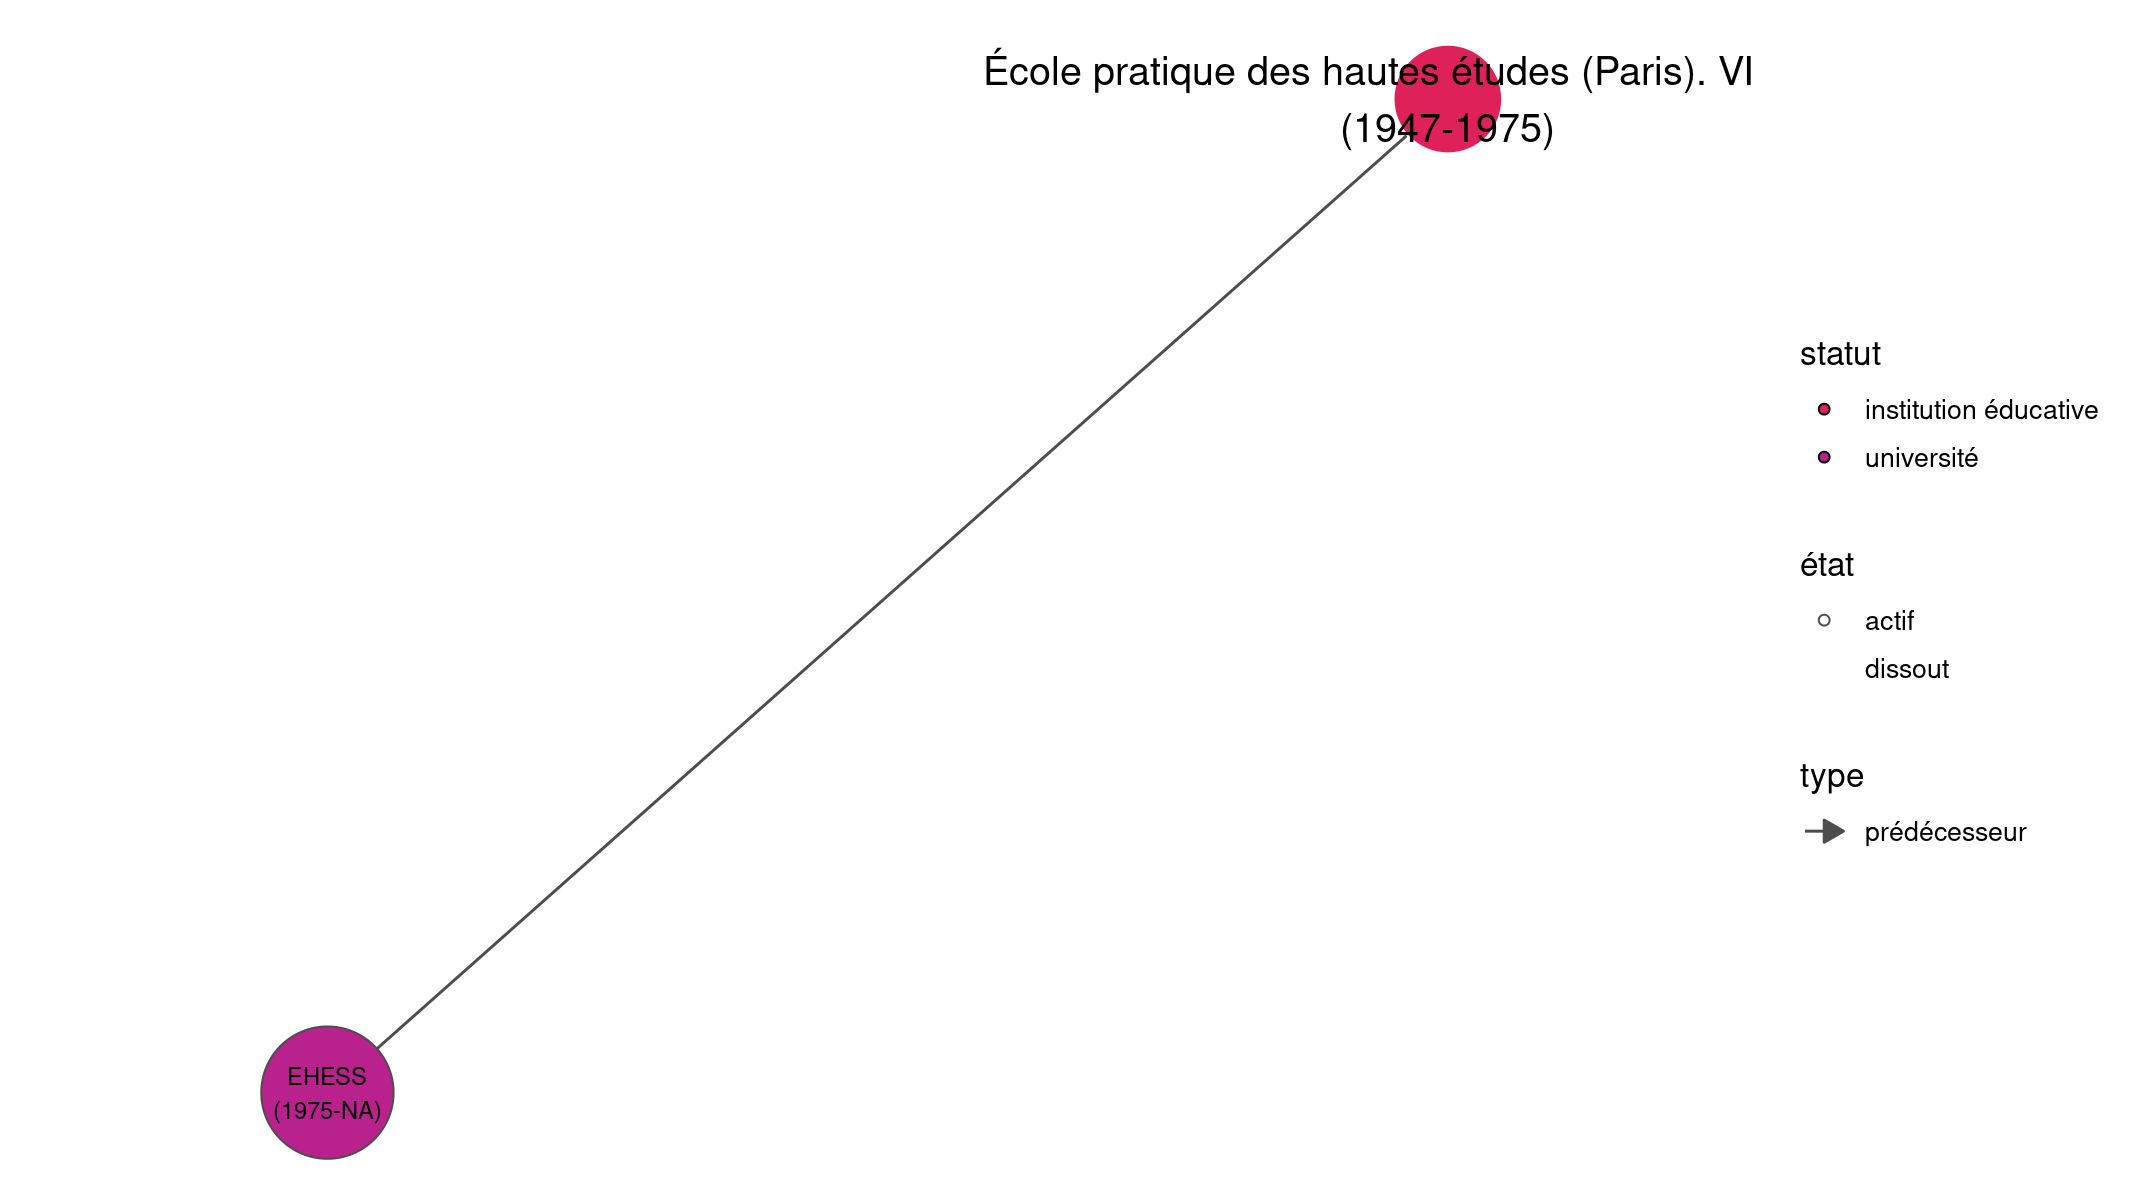 École pratique des hautes études (Paris). VI
(1947-1975)
statut
institution éducative
université
état
actif
dissout
type
prédécesseur
EHESS
(1975-NA)